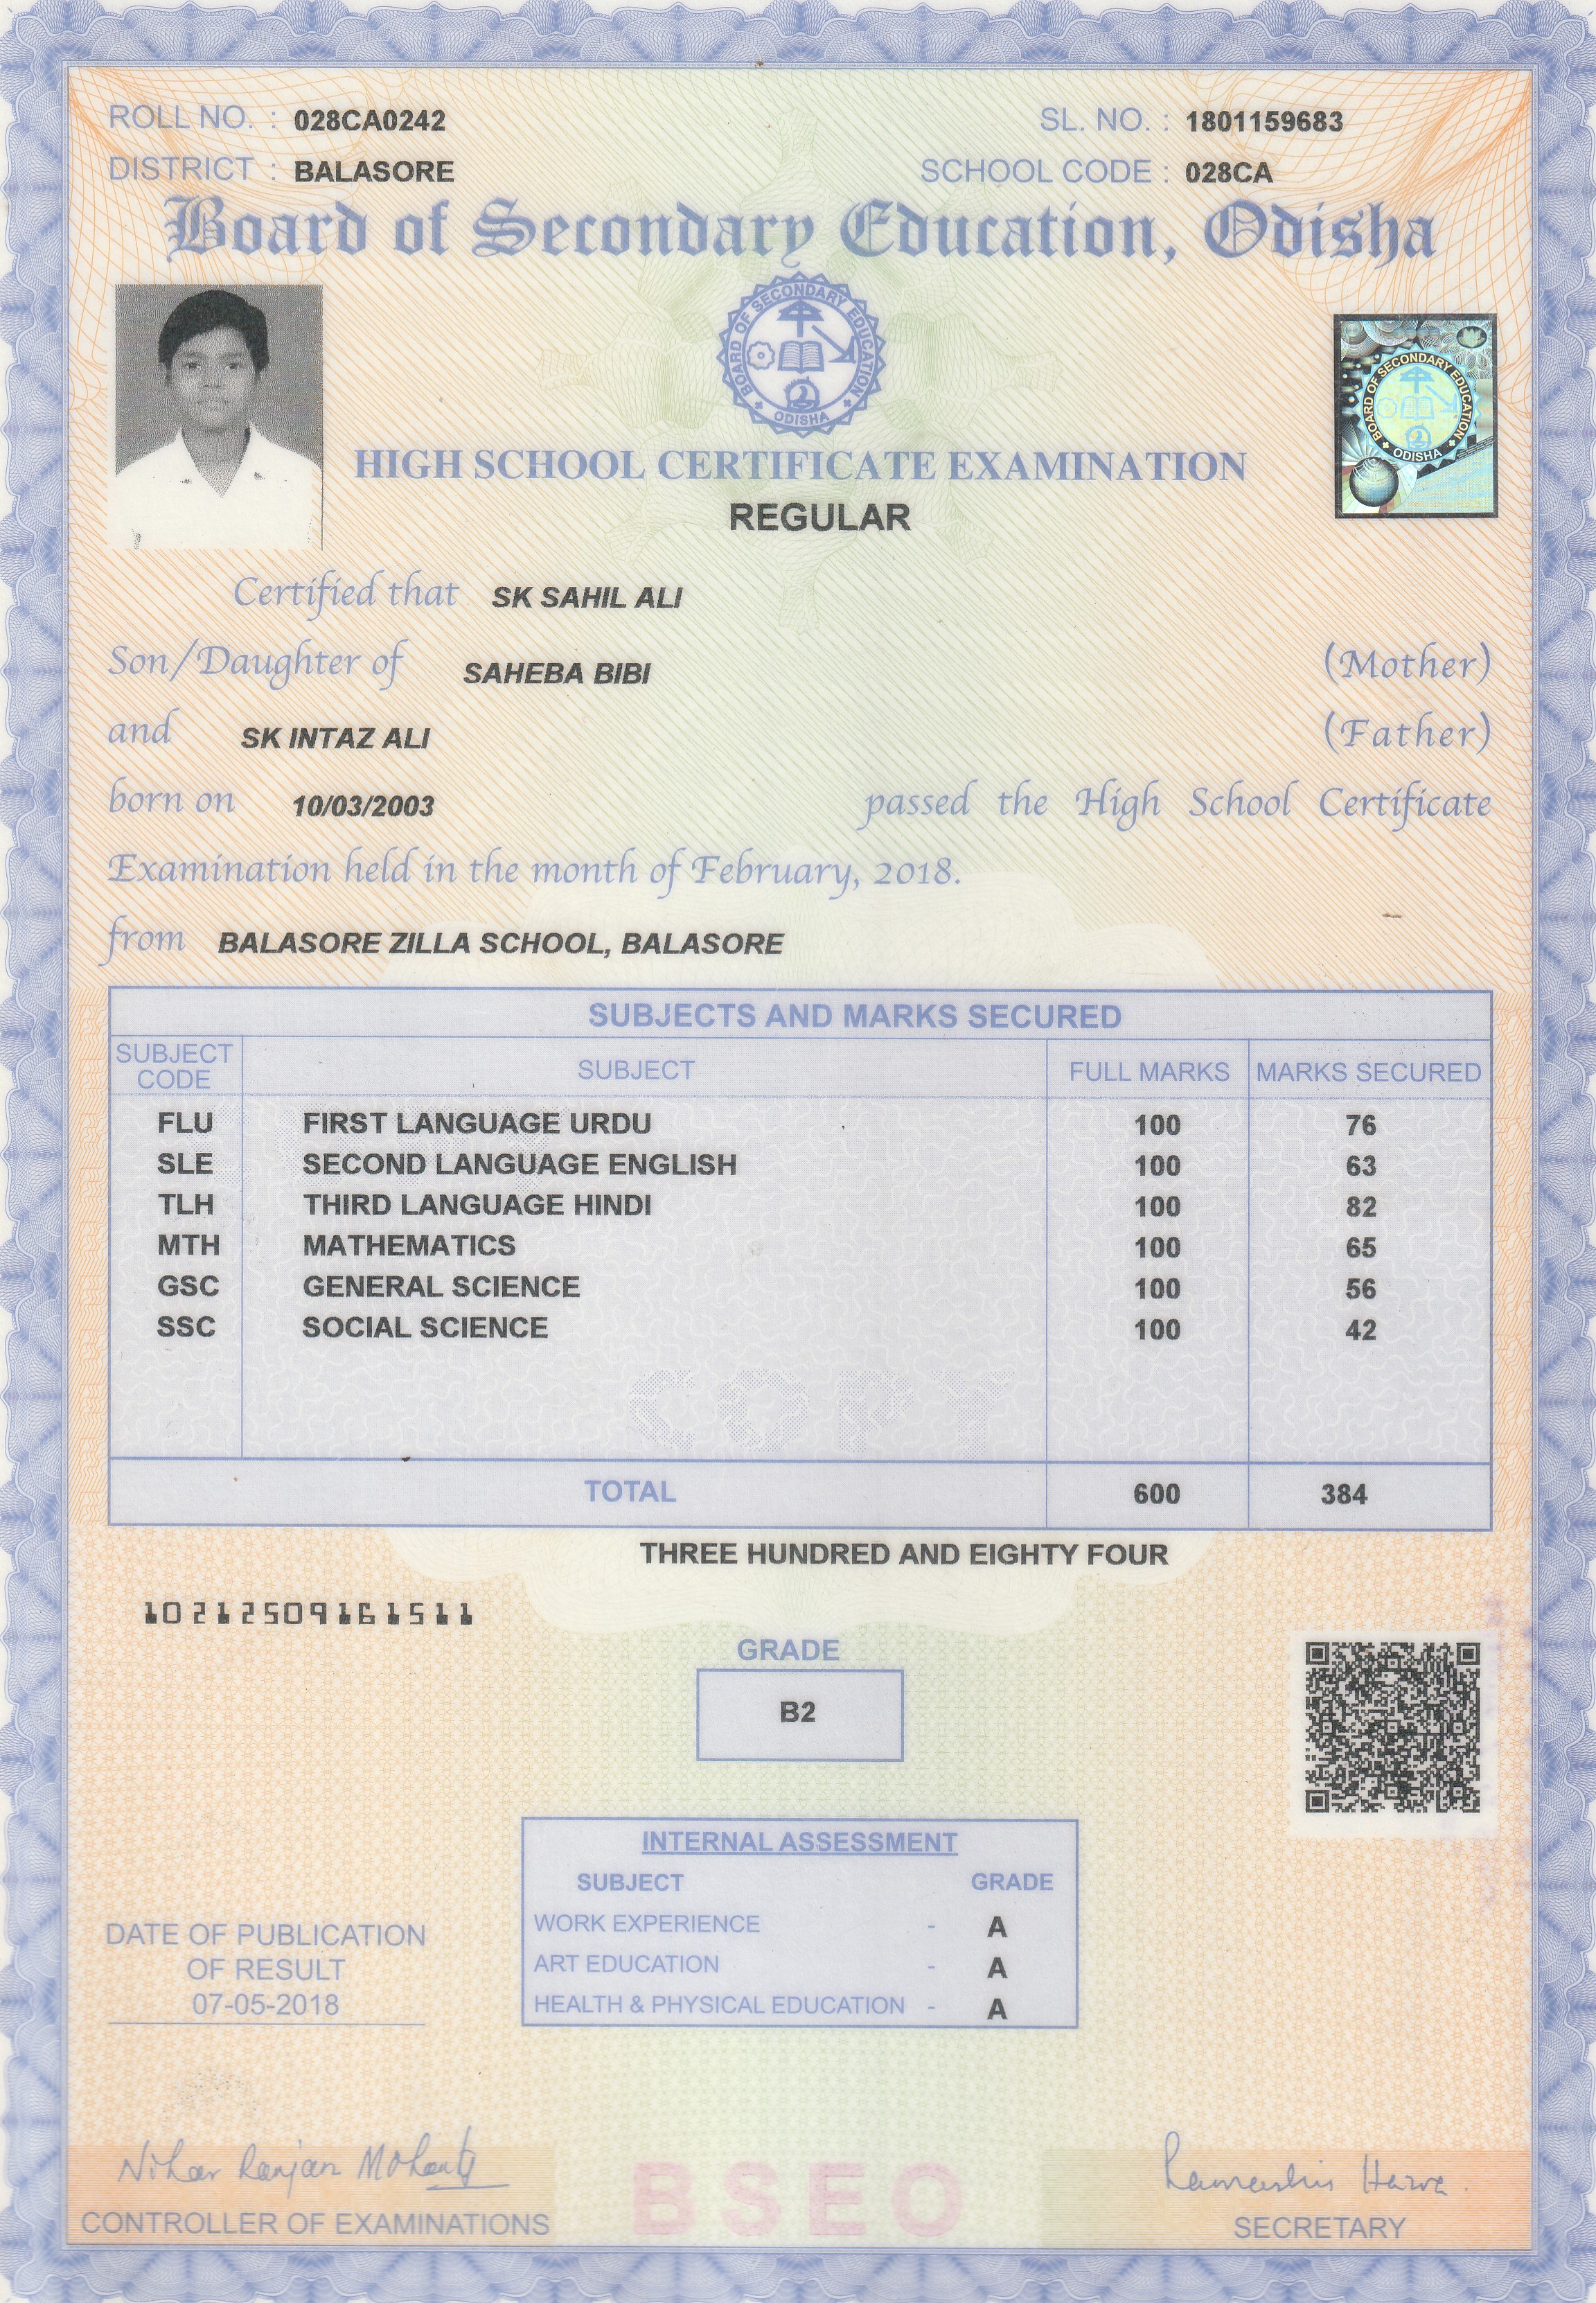 ROLL NO. : 028CA0242
SL. NO. : 1801159683
DISTRICT : BALASORE
SCHOOL CODE : 028CA
Board of Secondary Education, Odisha
BOARD OF SECONDARY EDUCATION
ODISHA
BOARD OF SECONDARY EDUCATION
ODISHA
HIGH SCHOOL CERTIFICATE EXAMINATION
REGULAR
Certified that SK SAHIL ALI
Son/Daughter of SAHEBA BIBI (Mother)
and SK INTAZ ALI (Father)
born on 10/03/2003 passed the High School Certificate
Examination held in the month of February, 2018.
from BALASORE ZILLA SCHOOL, BALASORE
SUBJECTS AND MARKS SECURED
SUBJECT CODE SUBJECT FULL MARKS MARKS SECURED
FLU FIRST LANGUAGE URDU 100 76
SLE SECOND LANGUAGE ENGLISH 100 63
TLH THIRD LANGUAGE HINDI 100 82
MTH MATHEMATICS 100 65
GSC GENERAL SCIENCE 100 56
SSC SOCIAL SCIENCE 100 42
COPY
TOTAL 600 384
THREE HUNDRED AND EIGHTY FOUR
10212509161511
GRADE
B2
INTERNAL ASSESSMENT
SUBJECT GRADE
WORK EXPERIENCE - A
ART EDUCATION - A
HEALTH & PHYSICAL EDUCATION - A
DATE OF PUBLICATION
OF RESULT
07-05-2018
Nihar Ranjan Mohanty
CONTROLLER OF EXAMINATIONS
BSEO
SECRETARY